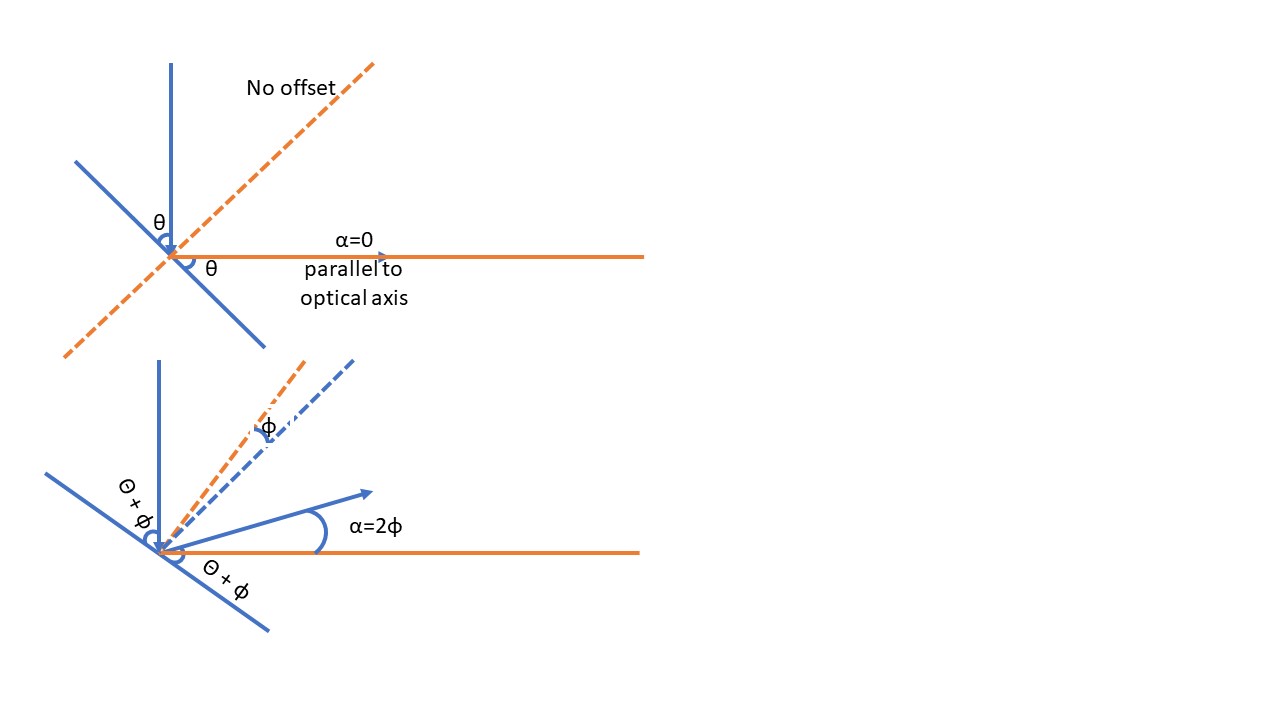 No offset
θ
θ
α=0
parallel to
optical axis
ϕ
Θ + ϕ
α=2ϕ
Θ + ϕ